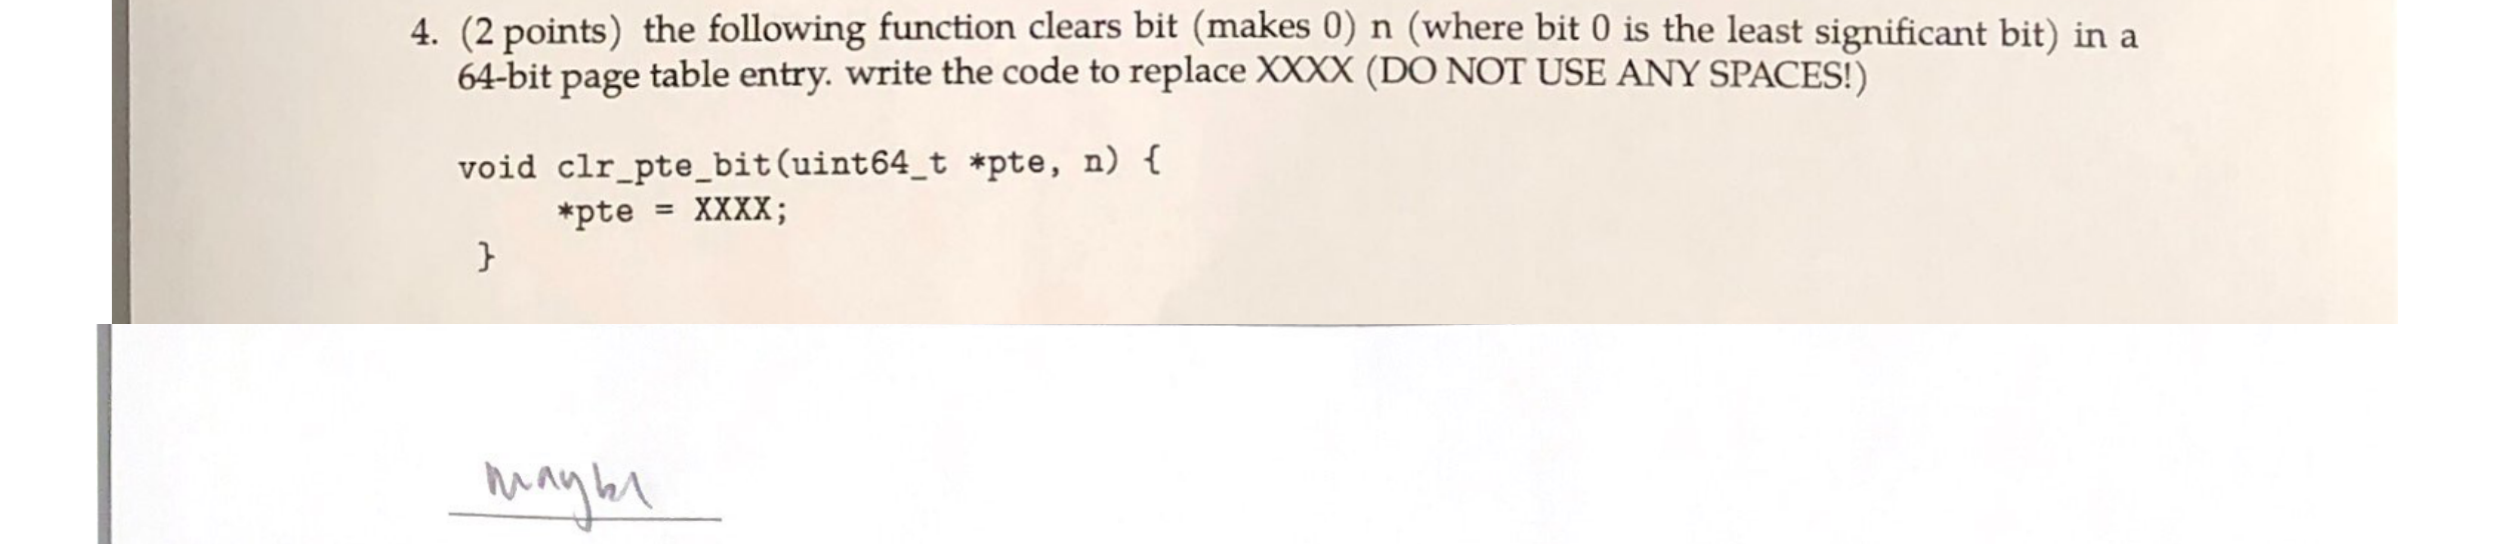 4. (2 points) the following function clears bit (makes 0) n (where bit 0 is the least significant bit) in a
64-bit page table entry. write the code to replace XXXX (DO NOT USE ANY SPACES!)
void clr_pte_bit(uint64_t *pte, n) {
*pte = XXXX;
}